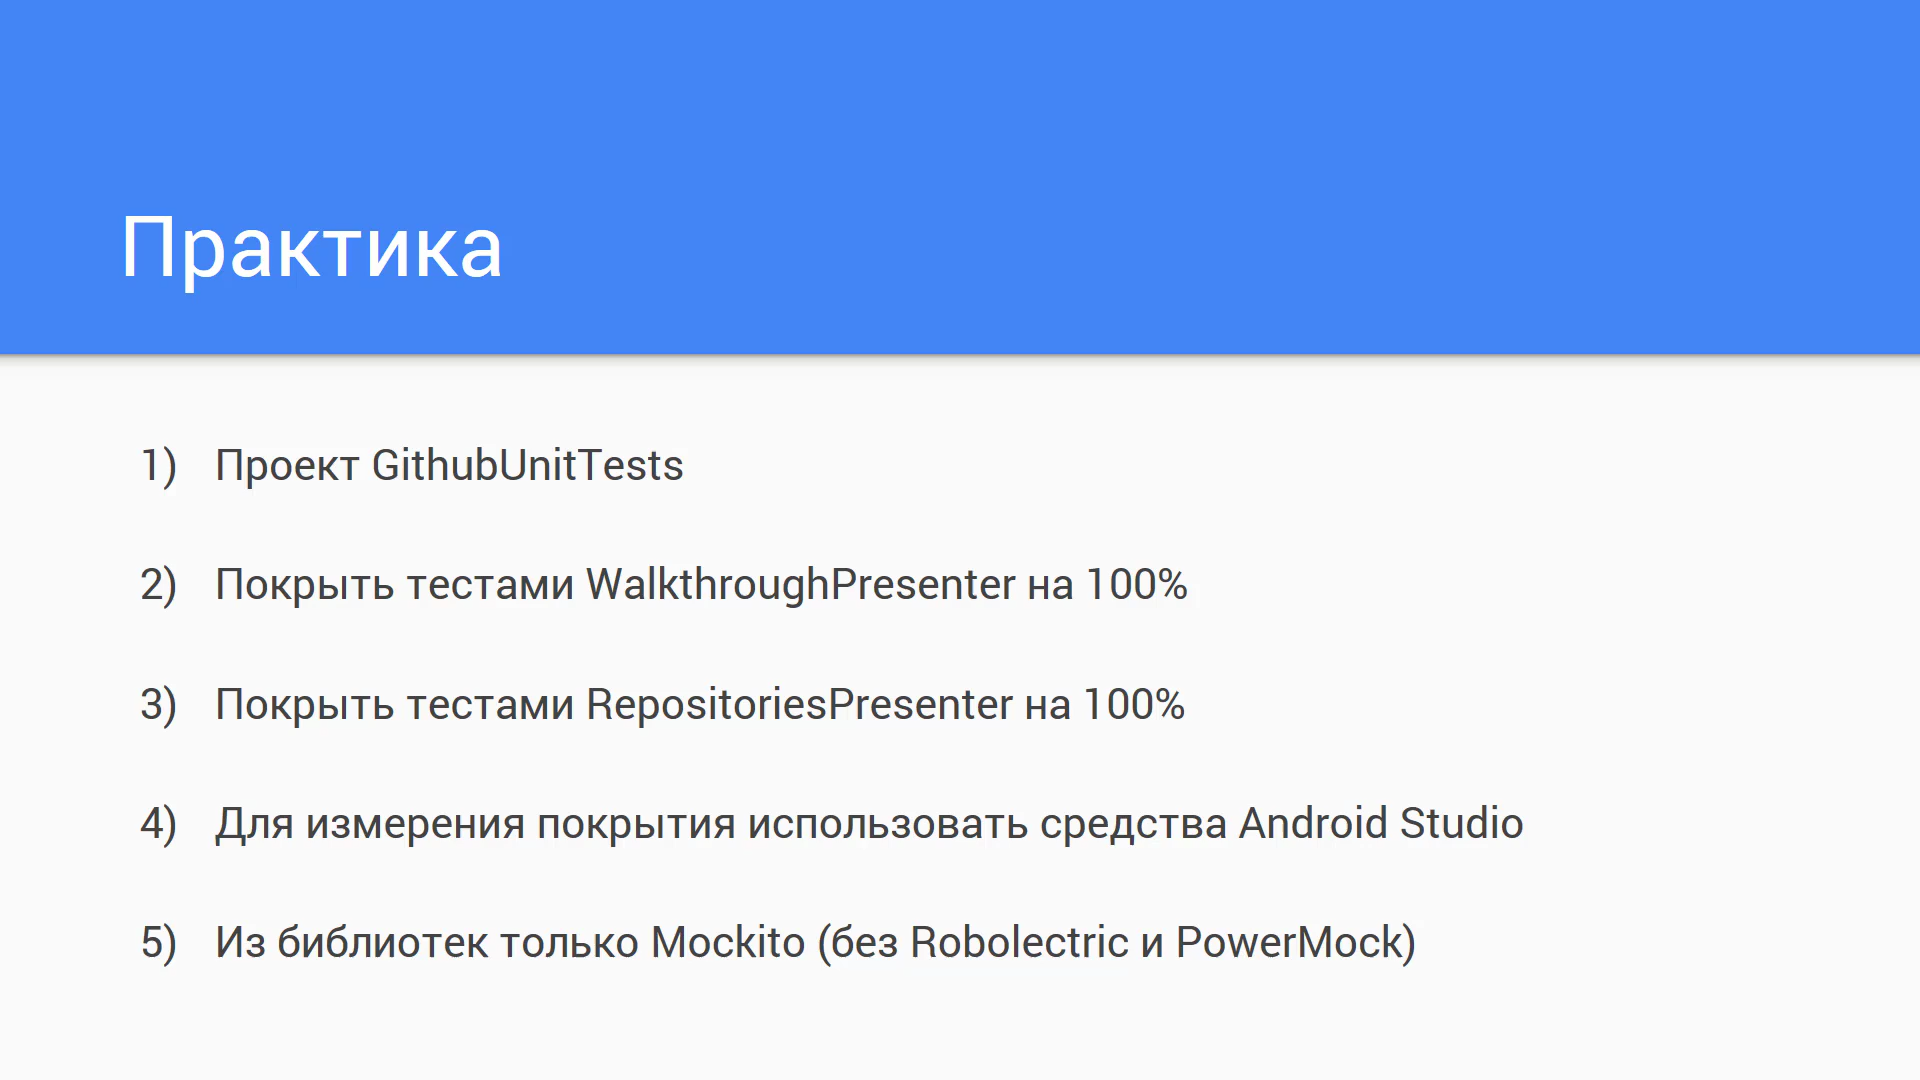 Практика
1) Проект GithubUnitTests
2) Покрыть тестами WalkthroughPresenter на 100%
3) Покрыть тестами RepositoriesPresenter на 100%
4) Для измерения покрытия использовать средства Android Studio
5) Из библиотек только Mockito (без Robolectric и PowerMock)